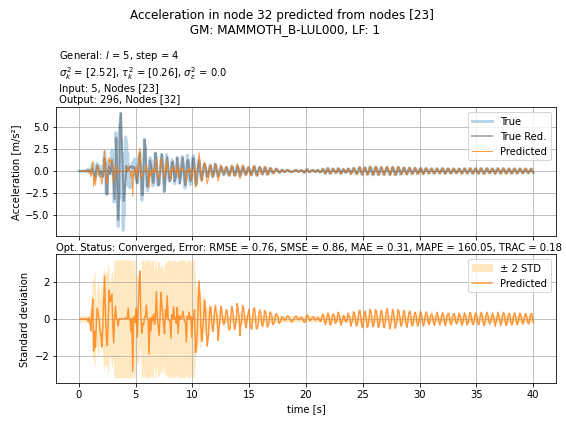 Acceleration in node 32 predicted from nodes [23]
GM: MAMMOTH_B-LUL000, LF: 1
General: l = 5, step = 4
σ²ₖ = [2.52], τ²ₖ = [0.26], σ²ε = 0.0
Input: 5, Nodes [23]
Output: 296, Nodes [32]
True
True Red.
Predicted
Acceleration [m/s²]
5.0
2.5
0.0
−2.5
−5.0
Opt. Status: Converged, Error: RMSE = 0.76, SMSE = 0.86, MAE = 0.31, MAPE = 160.05, TRAC = 0.18
± 2 STD
Predicted
Standard deviation
2
0
−2
0 5 10 15 20 25 30 35 40
time [s]